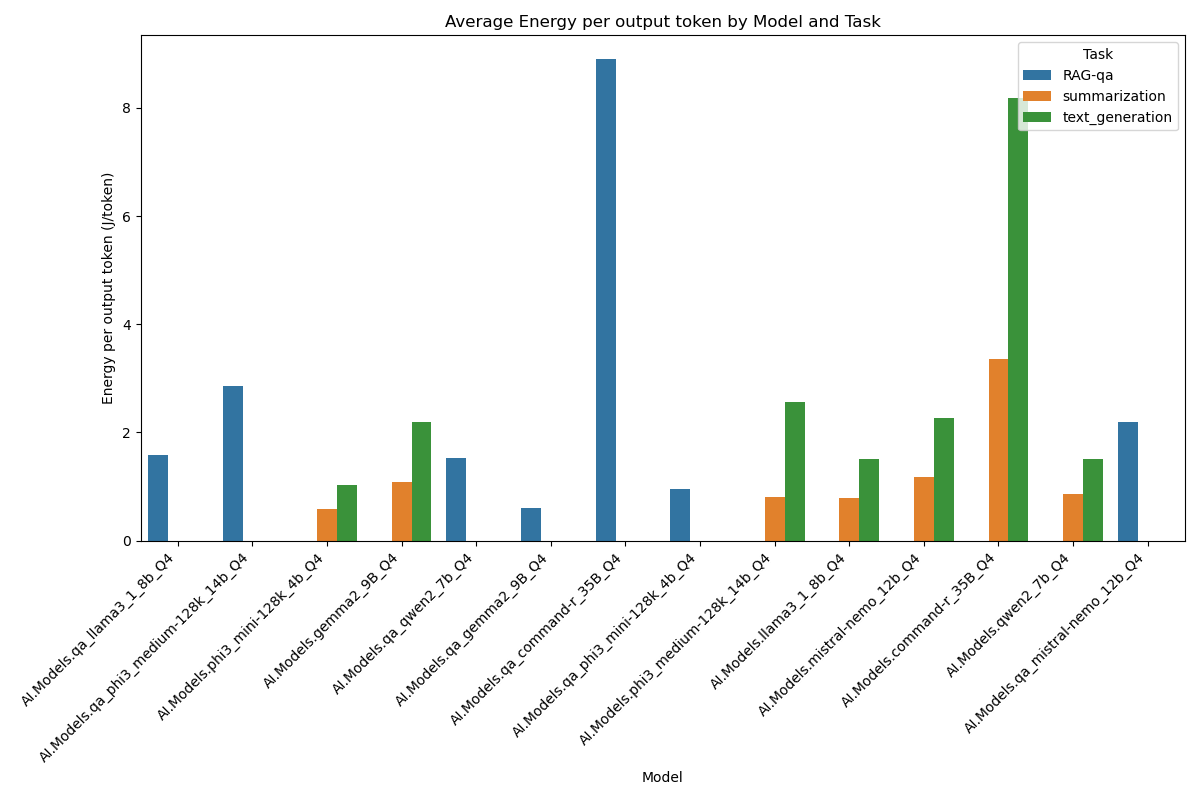 Average Energy per output token by Model and Task
Task
RAG-qa
summarization
text_generation
Energy per output token (J/token)
8
6
4
2
0
AI.Models.qa_llama3_1_8b_Q4
AI.Models.qa_phi3_medium-128k_14b_Q4
AI.Models.phi3_mini-128k_4b_Q4
AI.Models.gemma2_9B_Q4
AI.Models.qa_qwen2_7b_Q4
AI.Models.qa_gemma2_9B_Q4
AI.Models.qa_command-r_35B_Q4
AI.Models.qa_phi3_mini-128k_4b_Q4
AI.Models.phi3_medium-128k_14b_Q4
AI.Models.llama3_1_8b_Q4
AI.Models.mistral-nemo_12b_Q4
AI.Models.command-r_35B_Q4
AI.Models.qwen2_7b_Q4
AI.Models.qa_mistral-nemo_12b_Q4
Model